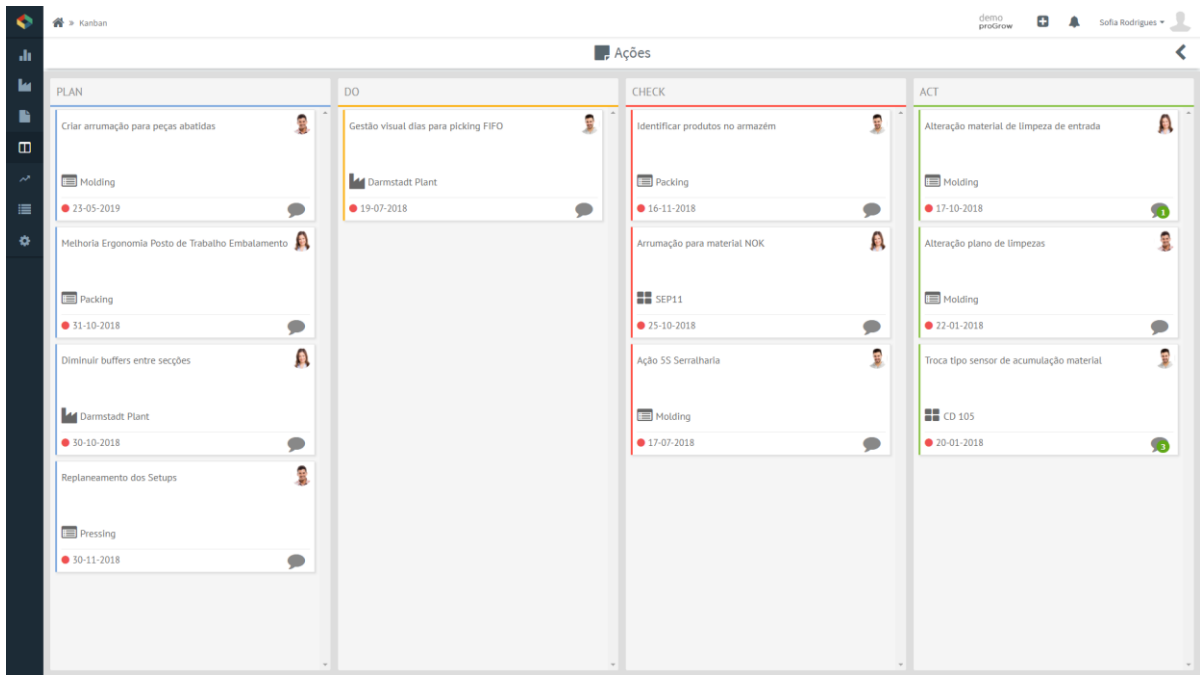 » Kanban
demo
proGrow
Sofia Rodrigues
Ações
PLAN
Criar arrumação para peças abatidas
Molding
23-05-2019
Melhoria Ergonomia Posto de Trabalho Embalamento
Packing
31-10-2018
Diminuir buffers entre secções
Darmstadt Plant
30-10-2018
Replaneamento dos Setups
Pressing
30-11-2018
DO
Gestão visual dias para picking FIFO
Darmstadt Plant
19-07-2018
CHECK
Identificar produtos no armazém
Packing
16-11-2018
Arrumação para material NOK
SEP11
25-10-2018
Ação 5S Serralharia
Molding
17-07-2018
ACT
Alteração material de limpeza de entrada
Molding
17-10-2018
1
Alteração plano de limpezas
Molding
22-01-2018
Troca tipo sensor de acumulação material
CD 105
20-01-2018
3